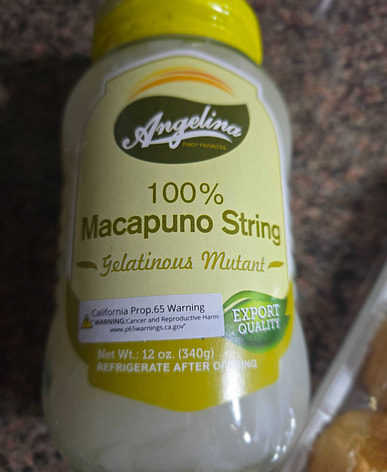 Angelina
PINOY FAVORITES
100%
Macapuno String
Gelatinous Mutant
California Prop.65 Warning
WARNING:Cancer and Reproductive Harm-
www.p65warnings.ca.gov"
EXPORT
QUALITY
Net Wt.: 12 oz. (340g)
REFRIGERATE AFTER OPENING